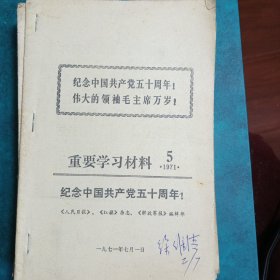 纪念中国共产党五十周年！
伟大的领袖毛主席万岁！
重要学习材料 5
·1971·
纪念中国共产党五十周年！
《人民日报》、《红旗》杂志、《解放军报》编辑部
一九七一年七月一日
2/7